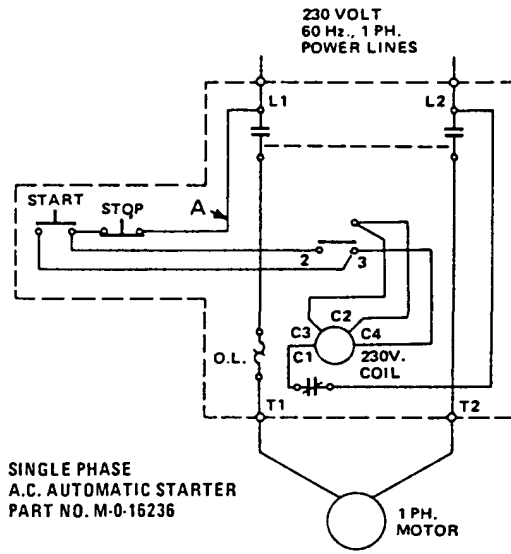 230 VOLT
60 Hz., 1 PH.
POWER LINES
L1
L2
START
STOP
A
2
3
C2
C3
C4
C1
230V.
COIL
O.L.
T1
T2
SINGLE PHASE
A.C. AUTOMATIC STARTER
PART NO. M-0-16236
1 PH.
MOTOR